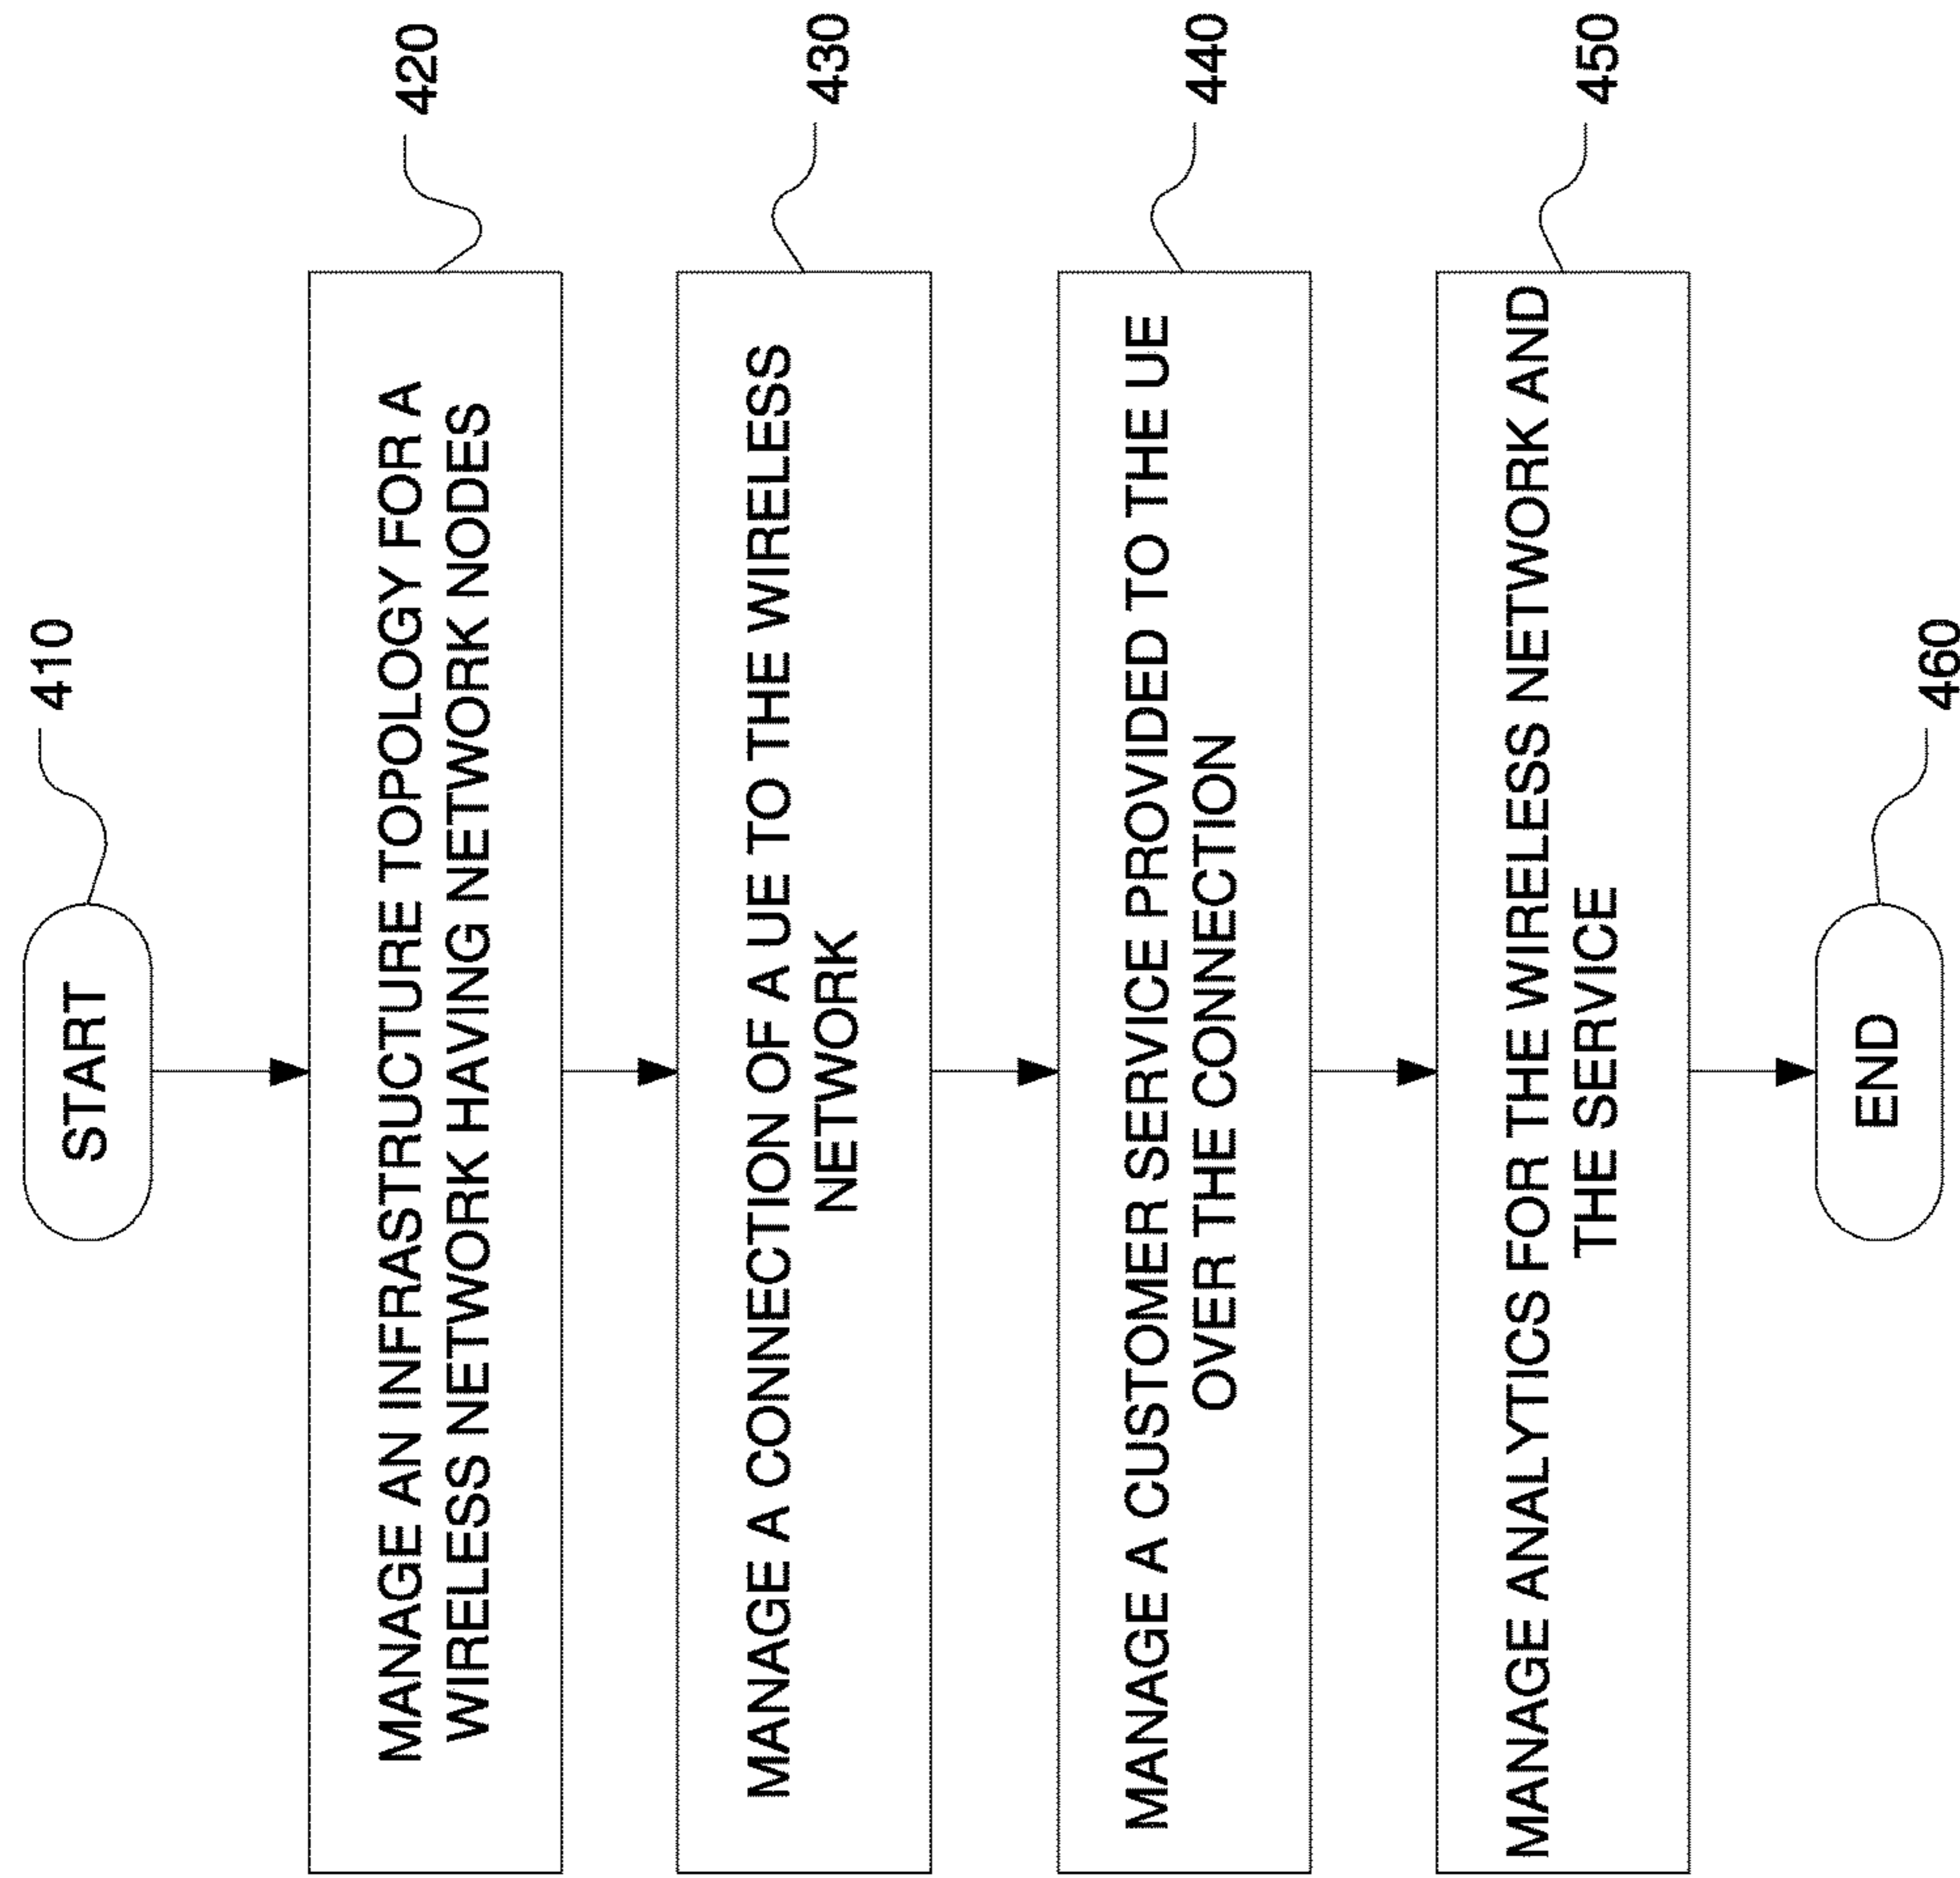 START
410
MANAGE AN INFRASTRUCTURE TOPOLOGY FOR A
WIRELESS NETWORK HAVING NETWORK NODES
420
MANAGE A CONNECTION OF A UE TO THE WIRELESS
NETWORK
430
MANAGE A CUSTOMER SERVICE PROVIDED TO THE UE
OVER THE CONNECTION
440
MANAGE ANALYTICS FOR THE WIRELESS NETWORK AND
THE SERVICE
450
END
460